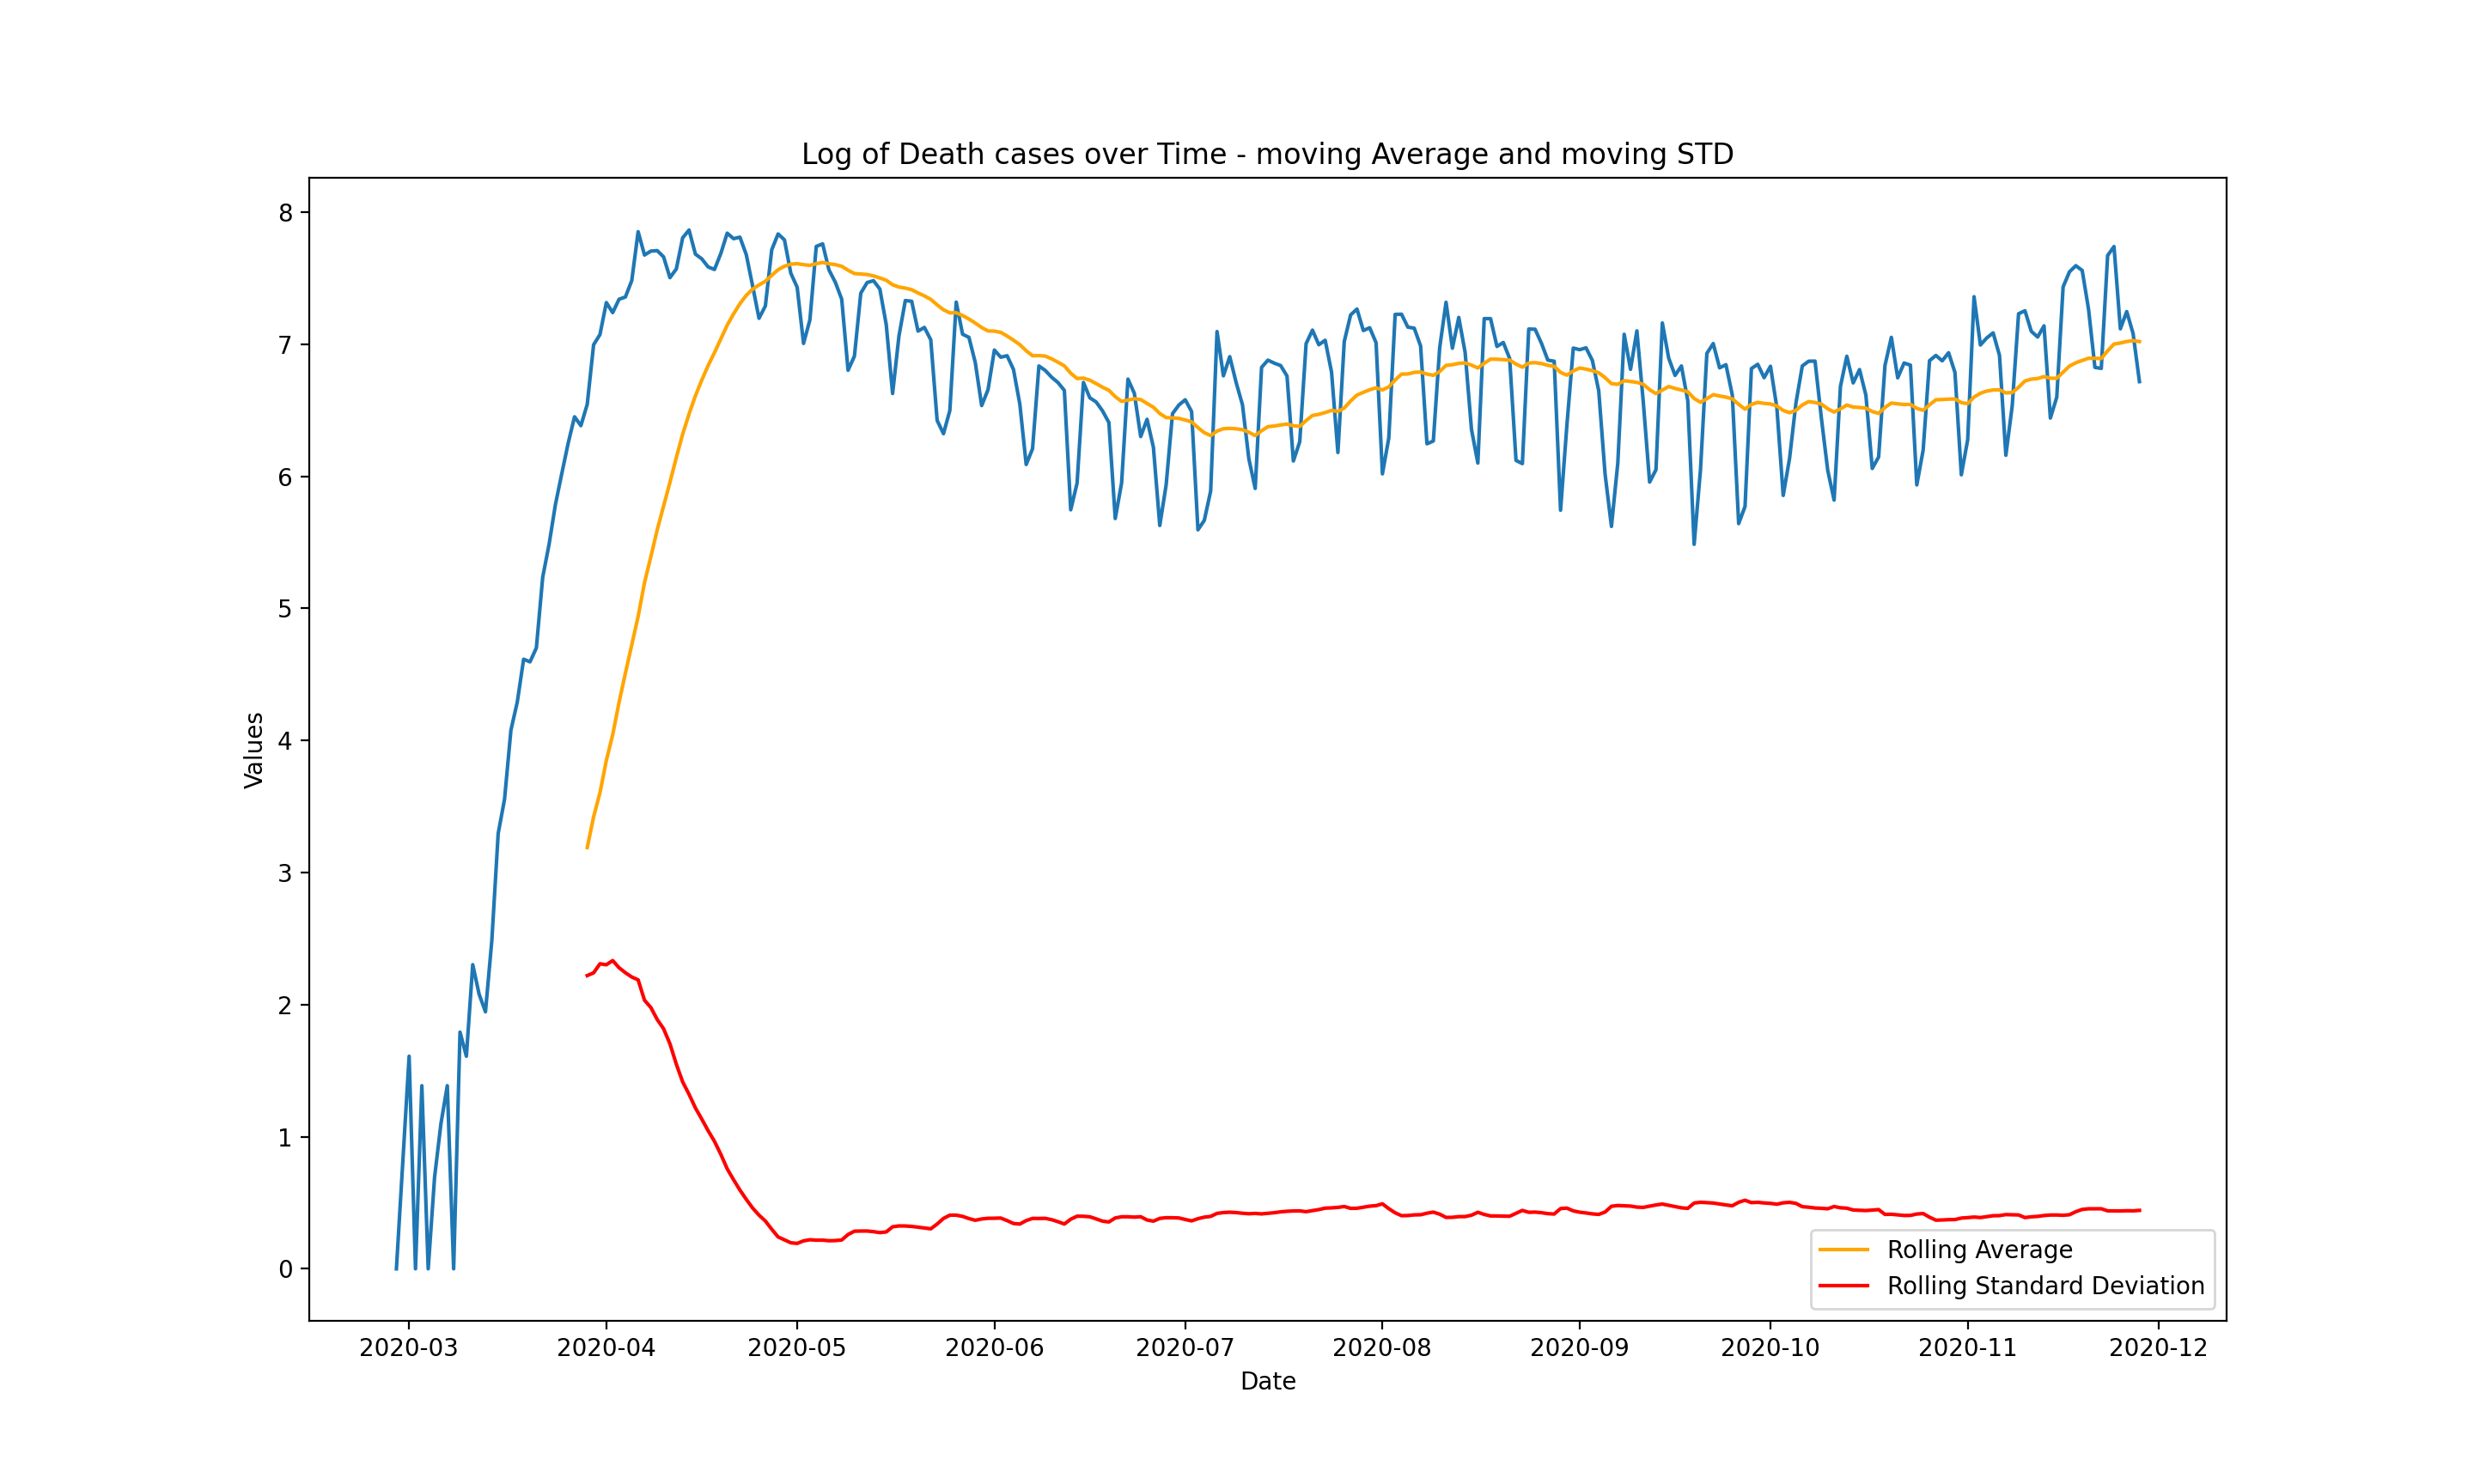 Log of Death cases over Time - moving Average and moving STD
8
7
6
5
4
3
2
1
0
Values
Rolling Average
Rolling Standard Deviation
2020-03 2020-04 2020-05 2020-06 2020-07 2020-08 2020-09 2020-10 2020-11 2020-12
Date